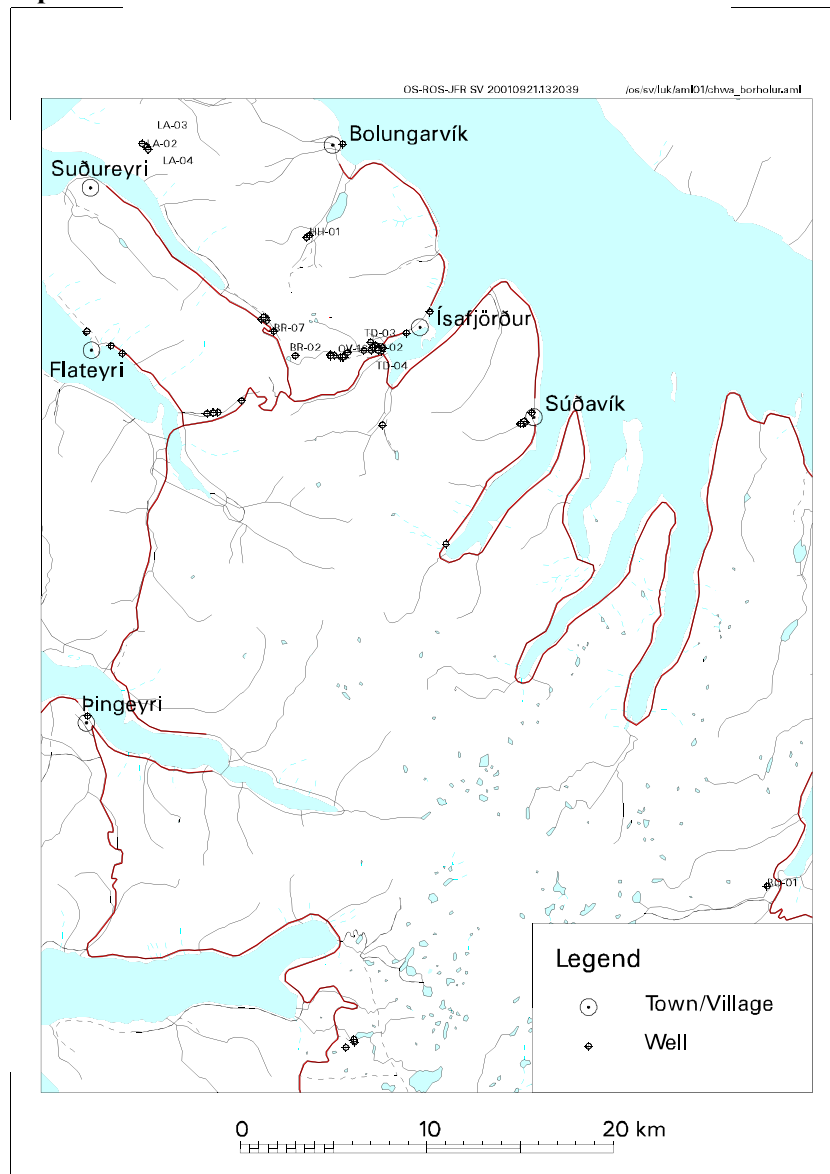 OS-ROS-JFR SV 20010921.132039 /os/sv/luk/aml01/chwa_borholur.aml
LA-03
Bolungarvík
LA-02
LA-04
Suðureyri
HH-01
Ísafjörður
BR-07
TD-03
BR-02
TD-04
Flateyri
Súðavík
Þingeyri
Legend
Town/Village
Well
0 10 20 km